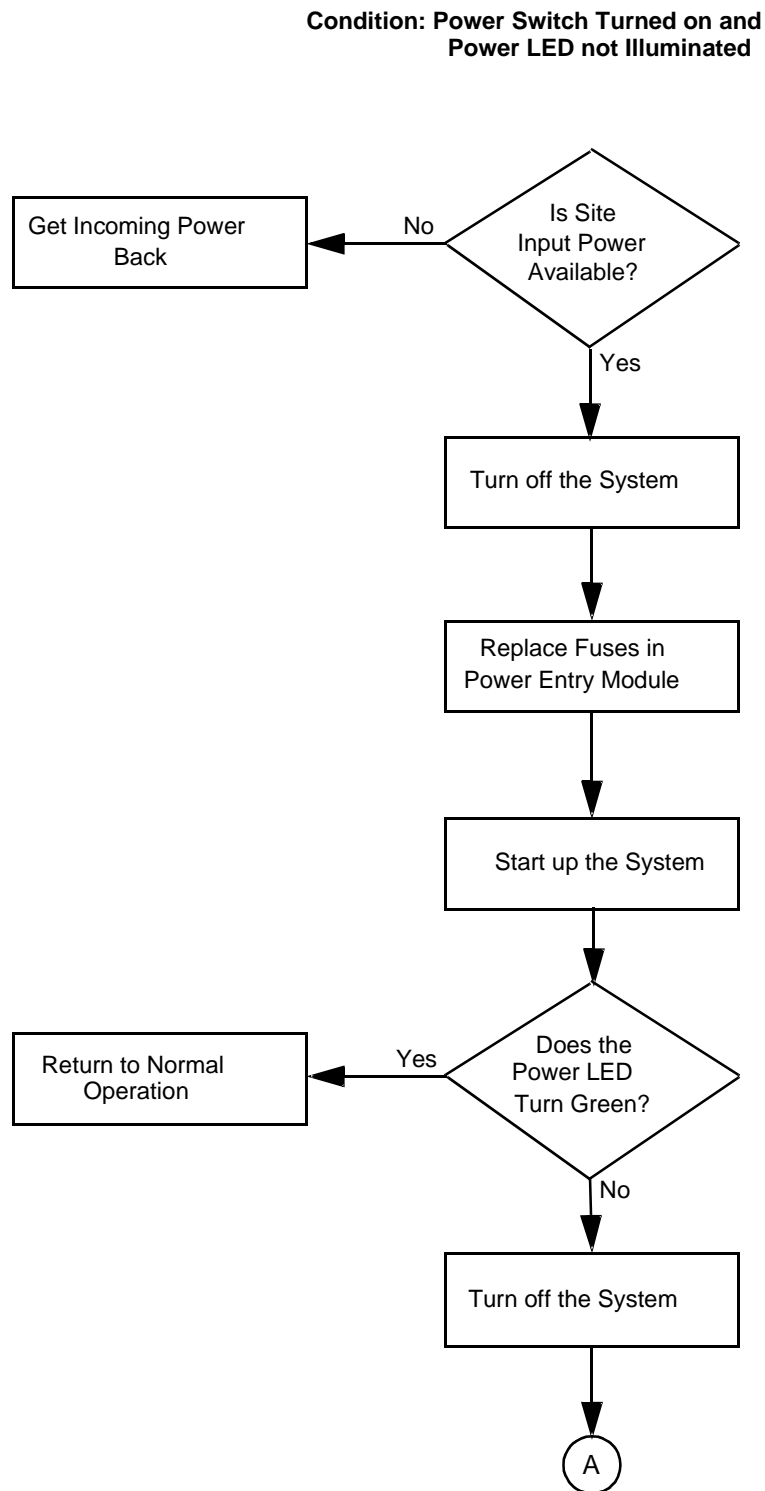 Condition: Power Switch Turned on and
Power LED not Illuminated
Is Site
Input Power
Available?
No
Get Incoming Power
Back
Yes
Turn off the System
Replace Fuses in
Power Entry Module
Start up the System
Does the
Power LED
Turn Green?
Yes
Return to Normal
Operation
No
Turn off the System
A